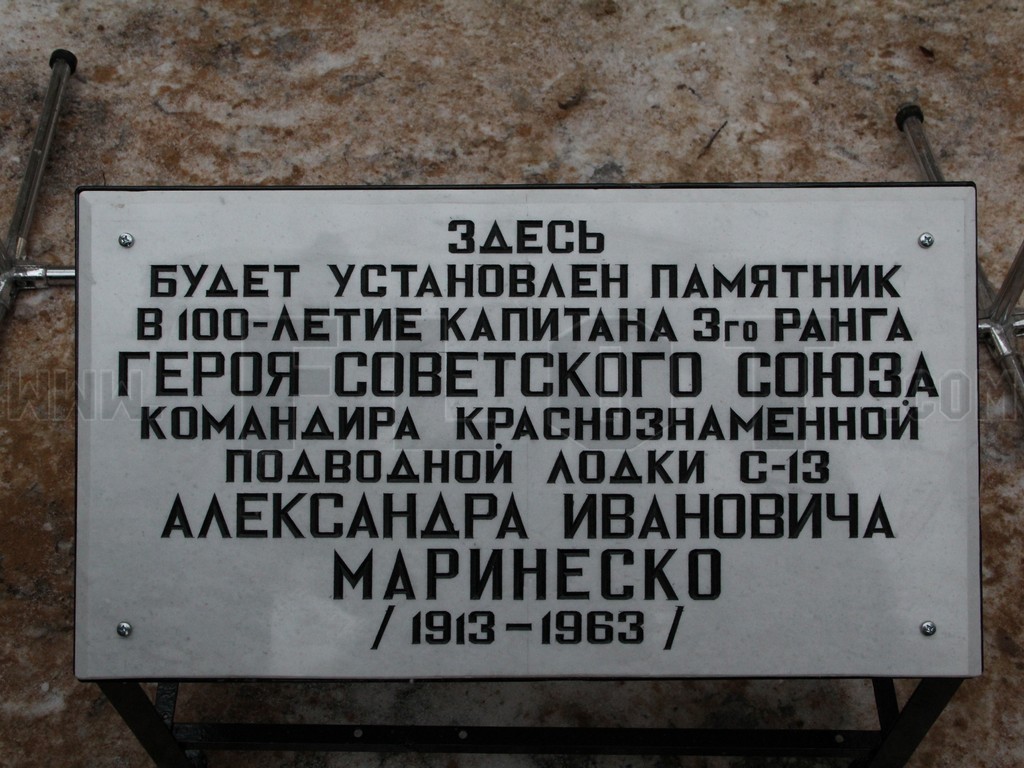 ЗДЕСЬ
БУДЕТ УСТАНОВЛЕН ПАМЯТНИК
В 100-ЛЕТИЕ КАПИТАНА 3го РАНГА
ГЕРОЯ СОВЕТСКОГО СОЮЗА
КОМАНДИРА КРАСНОЗНАМЕННОЙ
ПОДВОДНОЙ ЛОДКИ С-13
АЛЕКСАНДРА ИВАНОВИЧА
МАРИНЕСКО
/ 1913 – 1963 /